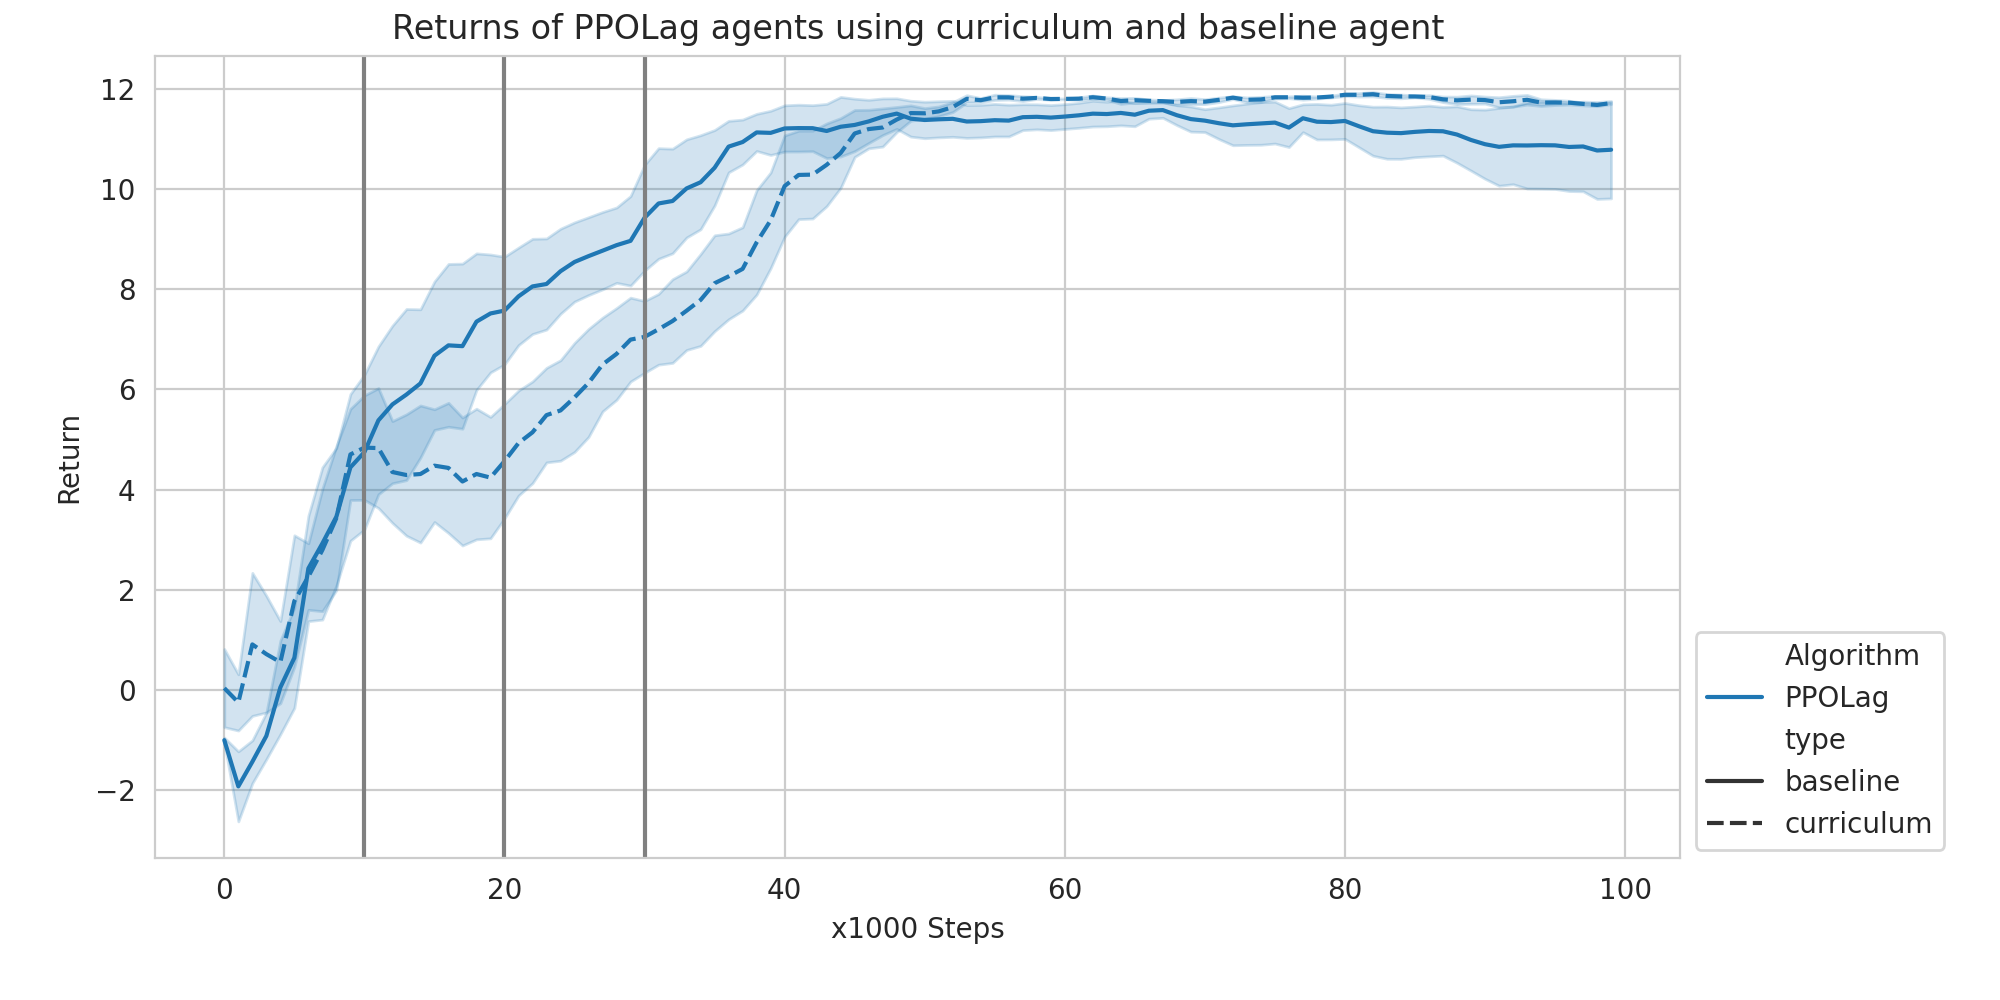 Returns of PPOLag agents using curriculum and baseline agent
12
10
8
6
4
2
0
−2
Return
0 20 40 60 80 100
x1000 Steps
Algorithm
PPOLag
type
baseline
curriculum